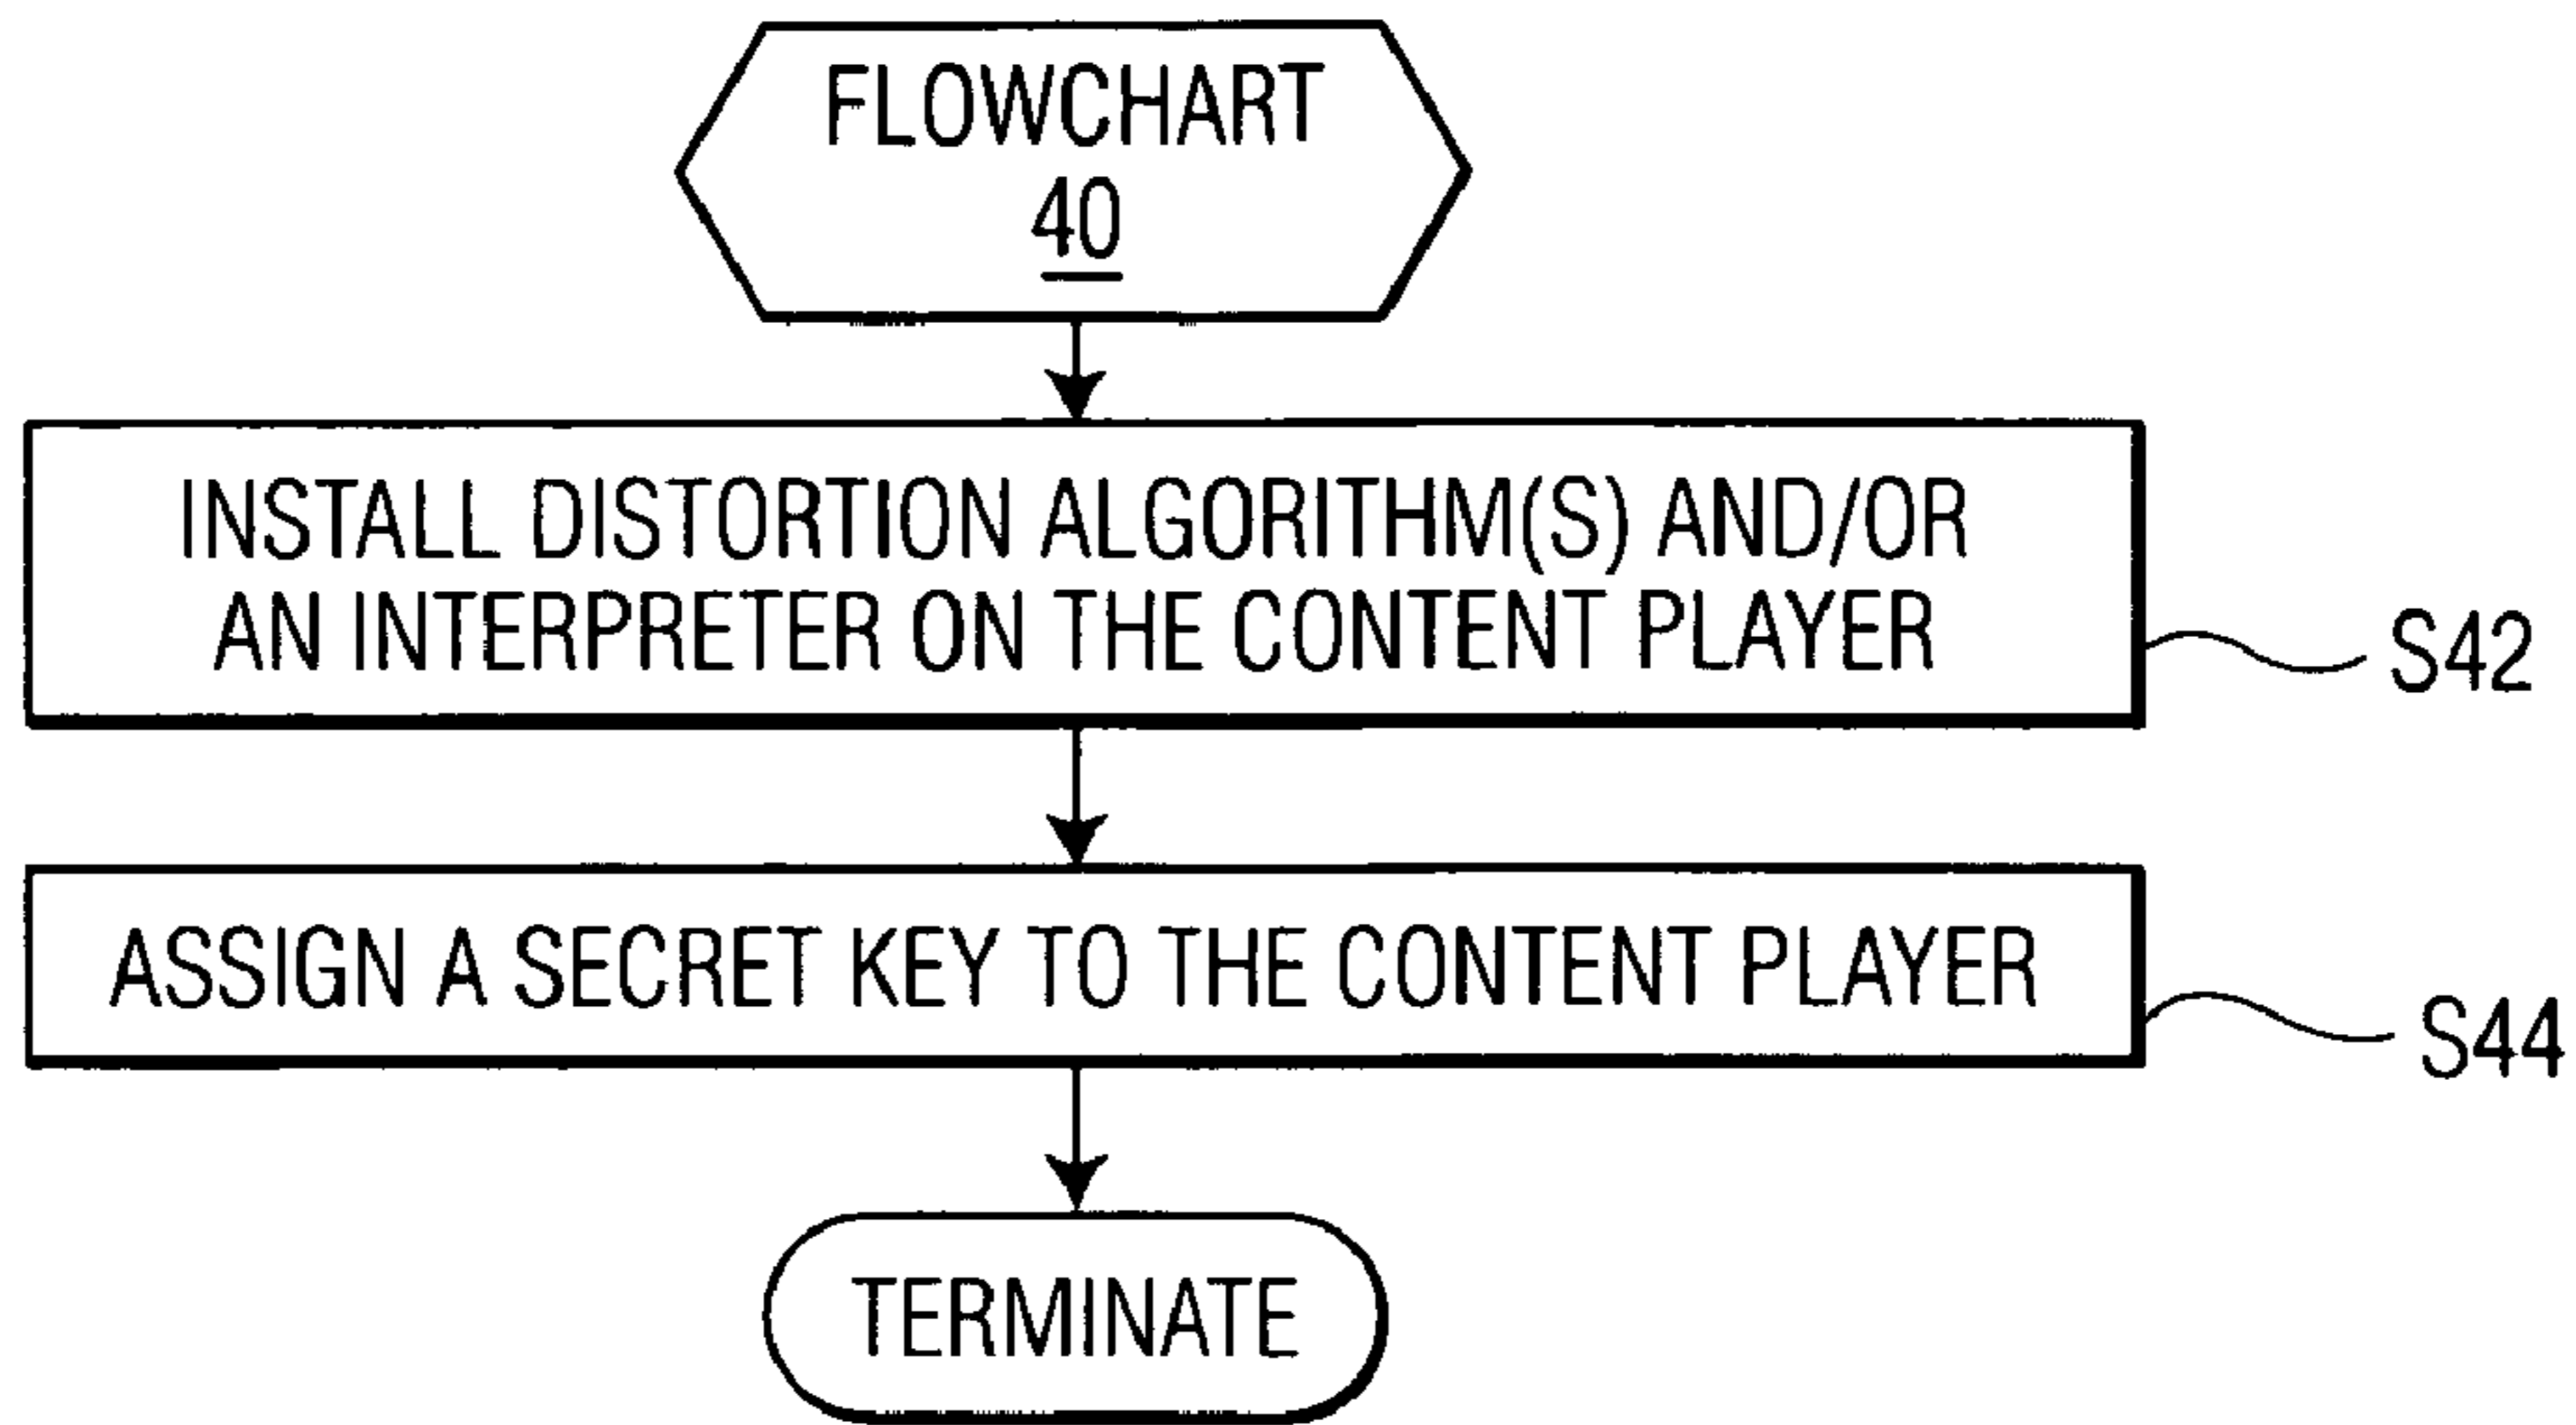 FLOWCHART
40
INSTALL DISTORTION ALGORITHM(S) AND/OR
AN INTERPRETER ON THE CONTENT PLAYER
S42
ASSIGN A SECRET KEY TO THE CONTENT PLAYER
S44
TERMINATE